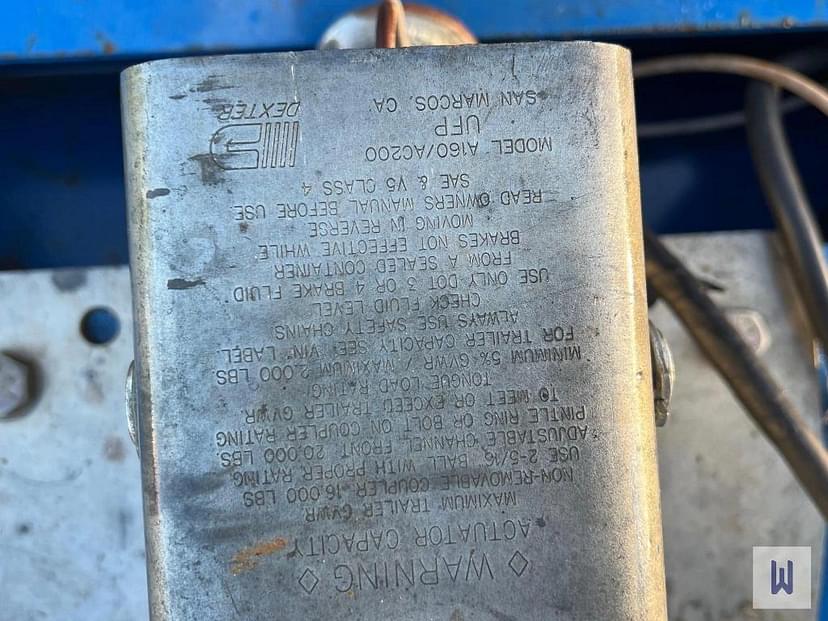 ◇ WARNING ◇
ACTUATOR CAPACITY
MAXIMUM TRAILER GVWR
NON-REMOVABLE COUPLER 16,000 LBS
USE 2-5/16 BALL WITH PROPER RATING
ADJUSTABLE CHANNEL FRONT 20,000 LBS
PINTLE RING OR BOLT ON COUPLER RATING
TO MEET OR EXCEED TRAILER GVWR
TONGUE LOAD RATING
MINIMUM 5% GVWR / MAXIMUM 2,000 LBS
FOR TRAILER CAPACITY SEE VIN LABEL
ALWAYS USE SAFETY CHAINS
CHECK FLUID LEVEL
USE ONLY DOT 3 OR 4 BRAKE FLUID
FROM A SEALED CONTAINER
BRAKES NOT EFFECTIVE WHILE
MOVING IN REVERSE
READ OWNERS MANUAL BEFORE USE
SAE & V5 CLASS 4
MODEL A160/AC200
UFP
SAN MARCOS, CA
DEXTER
W